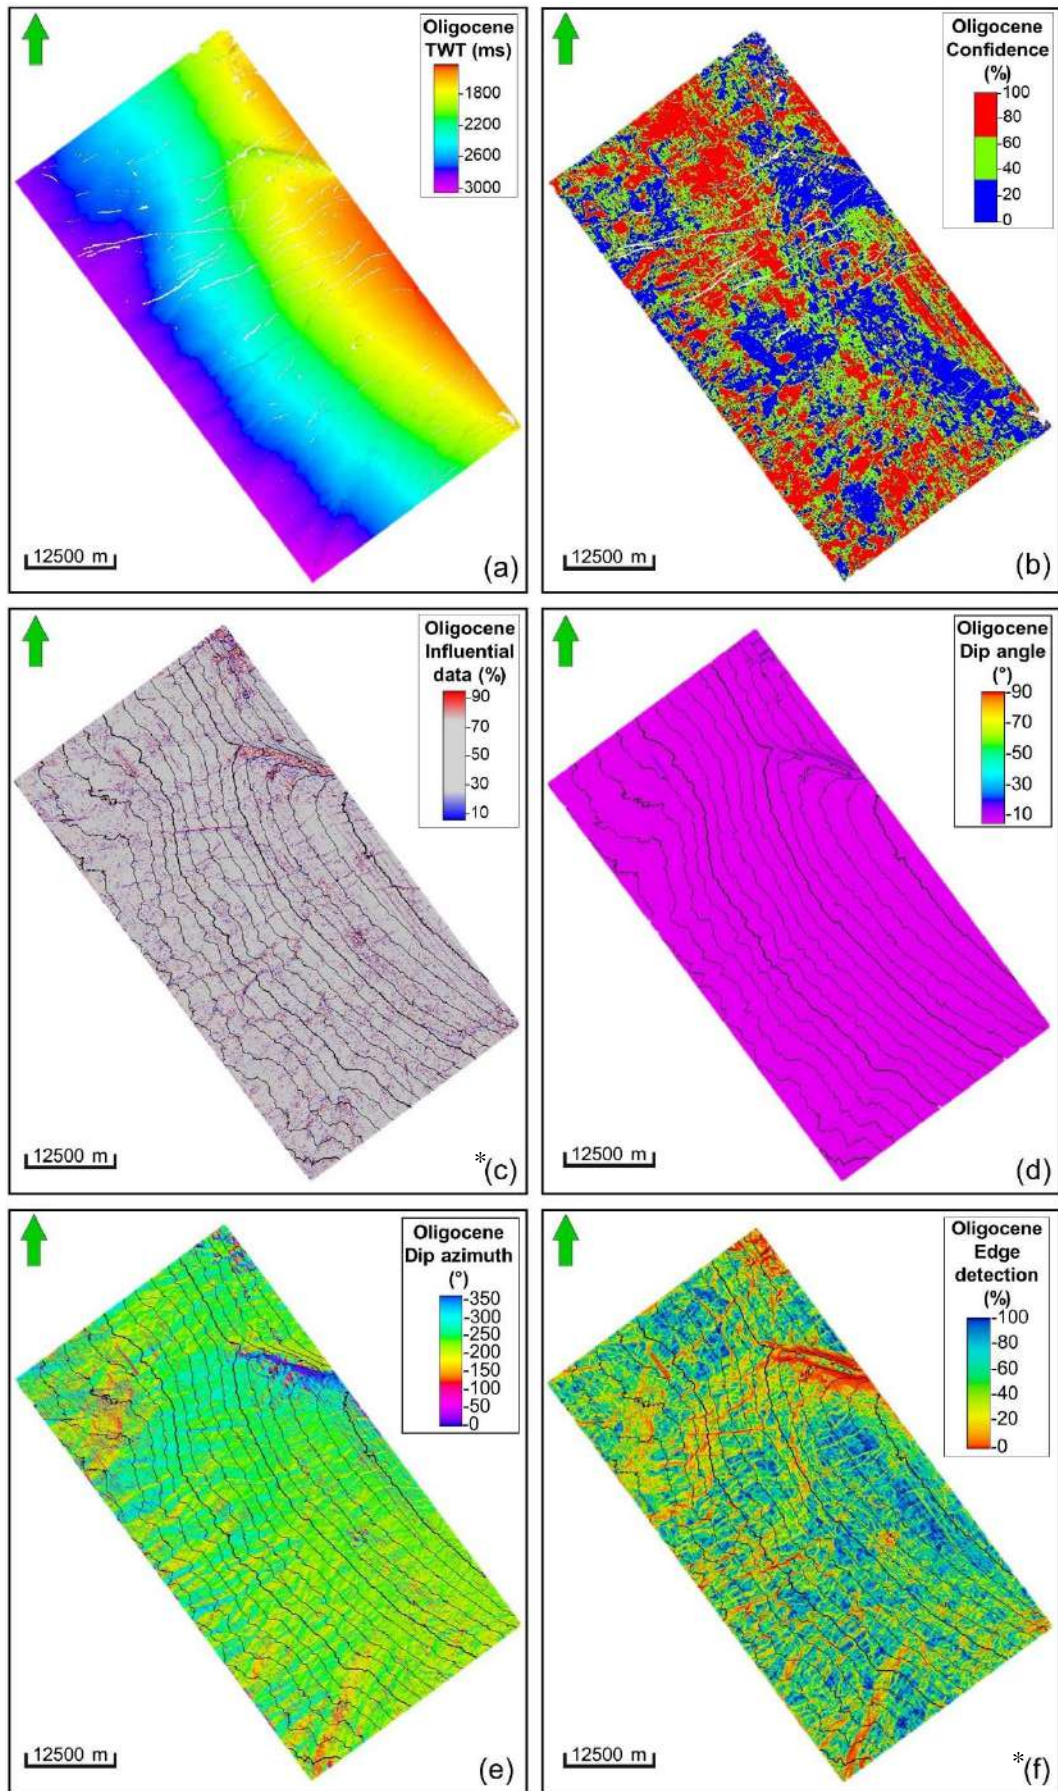 Oligocene
TWT (ms)
-1800
-2200
-2600
-3000
12500 m
(a)
Oligocene
Confidence
(%)
-100
-80
-60
-40
-20
-0
12500 m
(b)
Oligocene
Influential
data (%)
-90
-70
-50
-30
-10
12500 m
*(c)
Oligocene
Dip angle
(°)
-90
-70
-50
-30
-10
12500 m
(d)
Oligocene
Dip azimuth
(°)
-350
-300
-250
-200
-150
-100
-50
-0
12500 m
(e)
Oligocene
Edge
detection
(%)
-100
-80
-60
-40
-20
-0
12500 m
*(f)